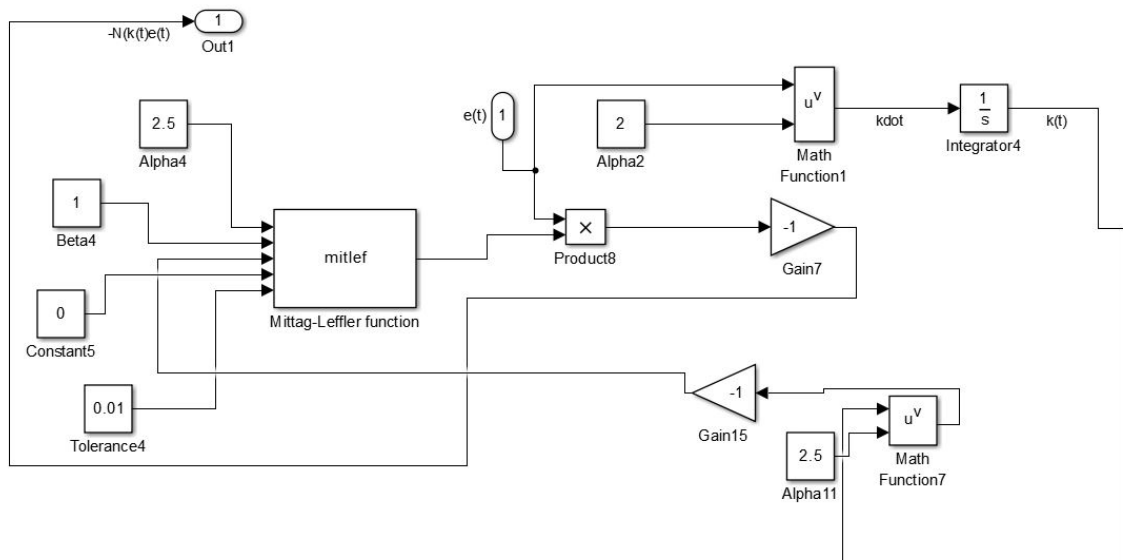 1
-N(k(t)e(t)
Out1
2.5
Alpha4
e(t)
1
2
Alpha2
u^v
kdot
Math
Function1
1
s
Integrator4
k(t)
1
Beta4
mitlef
Mittag-Leffler function
×
Product8
-1
Gain7
0
Constant5
0.01
Tolerance4
-1
Gain15
2.5
Alpha11
u^v
Math
Function7